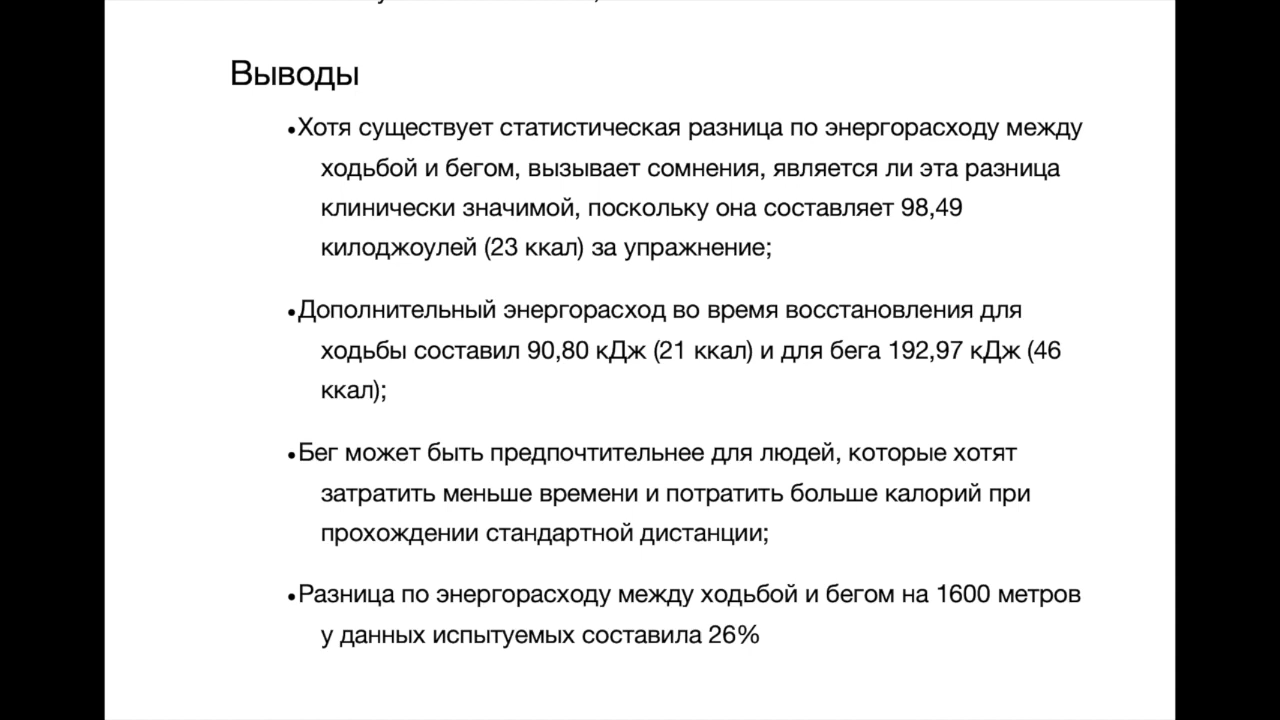 Выводы
•Хотя существует статистическая разница по энергорасходу между
ходьбой и бегом, вызывает сомнения, является ли эта разница
клинически значимой, поскольку она составляет 98,49
килоджоулей (23 ккал) за упражнение;
•Дополнительный энергорасход во время восстановления для
ходьбы составил 90,80 кДж (21 ккал) и для бега 192,97 кДж (46
ккал);
•Бег может быть предпочтительнее для людей, которые хотят
затратить меньше времени и потратить больше калорий при
прохождении стандартной дистанции;
•Разница по энергорасходу между ходьбой и бегом на 1600 метров
у данных испытуемых составила 26%